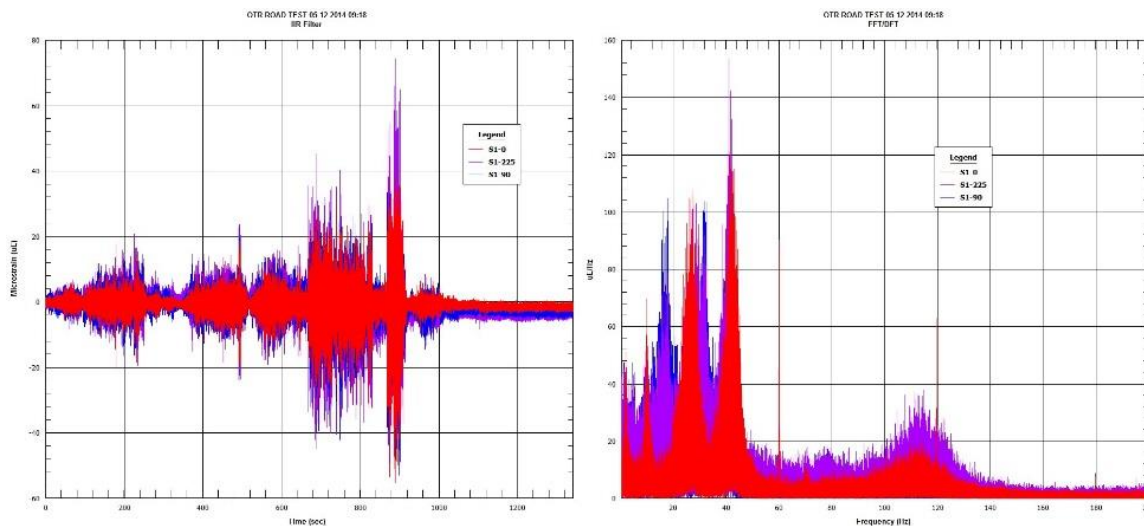 OTR ROAD TEST 05 12 2014 09:18
IIR Filter
80
60
40
20
0
-20
-40
-60
Microstrain (uL)
0
200
400
600
800
1000
1200
Time (sec)
Legend
S1-0
S1-225
S1-90
OTR ROAD TEST 05 12 2014 09:18
FFT/DFT
160
140
120
100
80
60
40
20
0
uL/Hz
20
40
60
80
100
120
140
160
180
Frequency (Hz)
Legend
S1-0
S1-225
S1-90